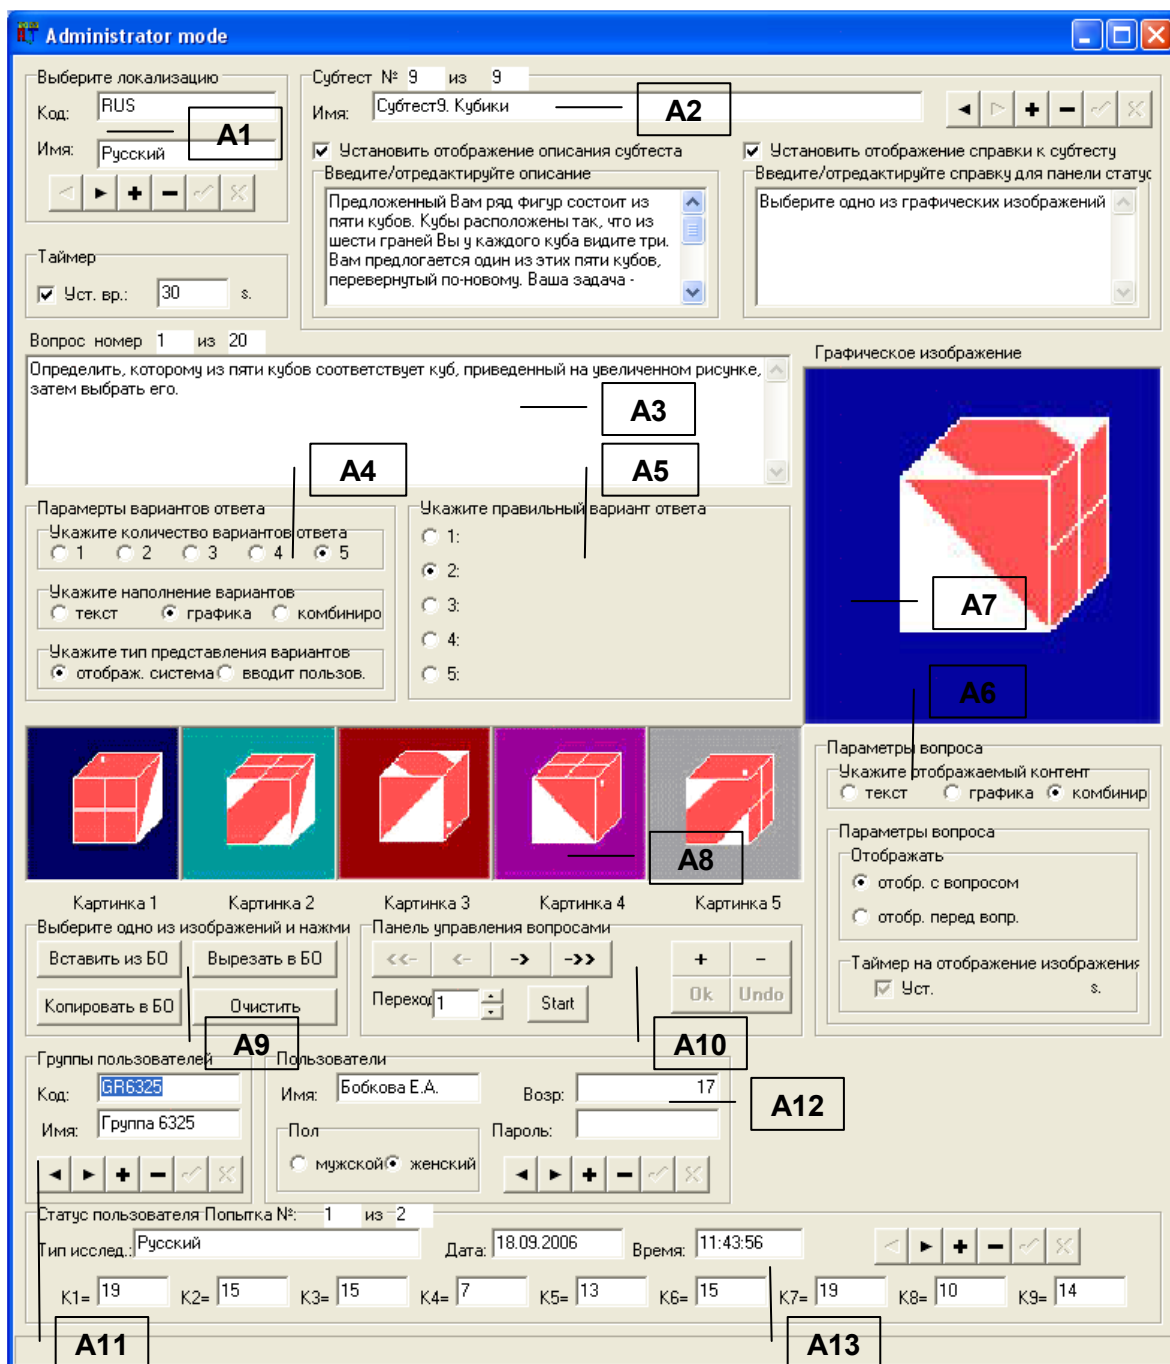 Administrator mode
Выберите локализацию
Код: RUS
A1
Имя: Русский
Субтест № 9 из 9
Имя: Субтест9. Кубики
A2
Установить отображение описания субтеста
Введите/отредактируйте описание
Предложенный Вам ряд фигур состоит из
пяти кубов. Кубы расположены так, что из
шести граней Вы у каждого куба видите три.
Вам предлогается один из этих пяти кубов,
перевернутый по-новому. Ваша задача -
Установить отображение справки к субтесту
Введите/отредактируйте справку для панели статус
Выберите одно из графических изображений
Таймер
Уст. вр.: 30 s.
Вопрос номер 1 из 20
Определить, которому из пяти кубов соответствует куб, приведенный на увеличенном рисунке,
затем выбрать его.
A3
Графическое изображение
A4
A5
Парамерты вариантов ответа
Укажите количество вариантов ответа
1 2 3 4 5
Укажите наполнение вариантов
текст графика комбиниро
Укажите тип представления вариантов
отображ. система вводит пользов.
Укажите правильный вариант ответа
1:
2:
3:
4:
5:
A7
A6
Параметры вопроса
Укажите отображаемый контент
текст графика комбинир
Параметры вопроса
Отображать
отобр. с вопросом
отобр. перед вопр.
Таймер на отображение изображения
Уст. s.
A8
Картинка 1 Картинка 2 Картинка 3 Картинка 4 Картинка 5
Выберите одно из изображений и нажми
Вставить из БО Вырезать в БО
Копировать в БО Очистить
A9
Панель управления вопросами
<<- <- -> ->> + -
Переход 1 Start Ok Undo
A10
Группы пользователей
Код: GR6325
Имя: Группа 6325
Пользователи
Имя: Бобкова Е.А. Возр: 17
A12
Пол Пароль:
мужской женский
Статус пользователя Попытка №: 1 из 2
Тип исслед.: Русский Дата: 18.09.2006 Время: 11:43:56
K1= 19 K2= 15 K3= 15 K4= 7 K5= 13 K6= 15 K7= 19 K8= 10 K9= 14
A11
A13